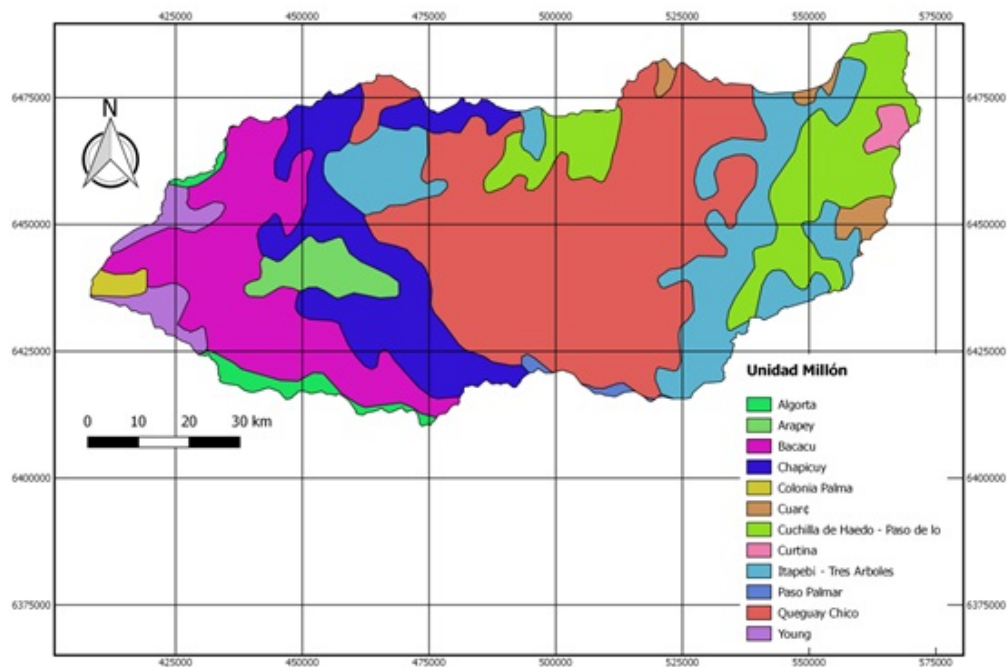 425000 450000 475000 500000 525000 550000 575000
6475000 6475000
N
6450000 6450000
6425000 6425000
Unidad Millón
0 10 20 30 km
Algorta
Arapey
Bacacu
Chapicuy
Colonia Palma
Cuar¢
Cuchilla de Haedo - Paso de lo
Curtina
Itapebi - Tres Arboles
Paso Palmar
Queguay Chico
Young
6400000 6400000
6375000 6375000
425000 450000 475000 500000 525000 550000 575000